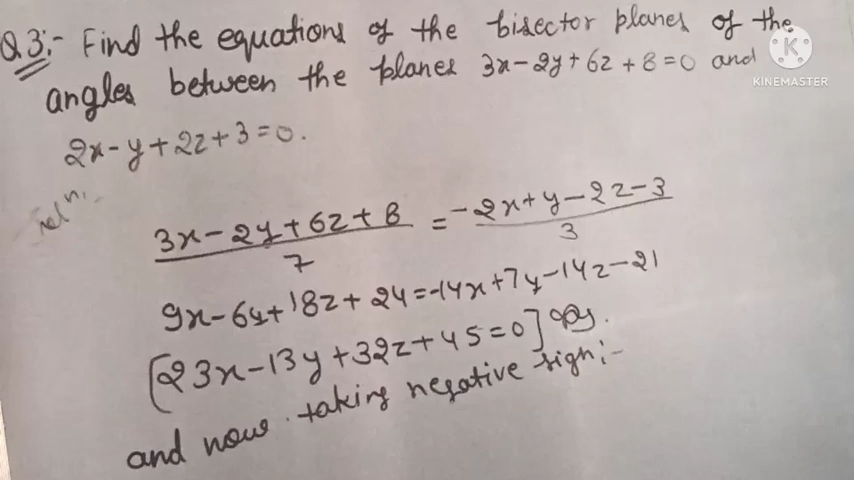 Q.3:- Find the equations of the bisector planes of the
angles between the planes 3x-2y+6z+8=0 and
2x-y+2z+3=0.
KINEMASTER
soln.
3x-2y+6z+8 / 7 = -2x+y-2z-3 / 3
9x-6y+18z+24=-14x+7y-14z-21
[23x-13y+32z+45=0]
and now. taking negative sign:-